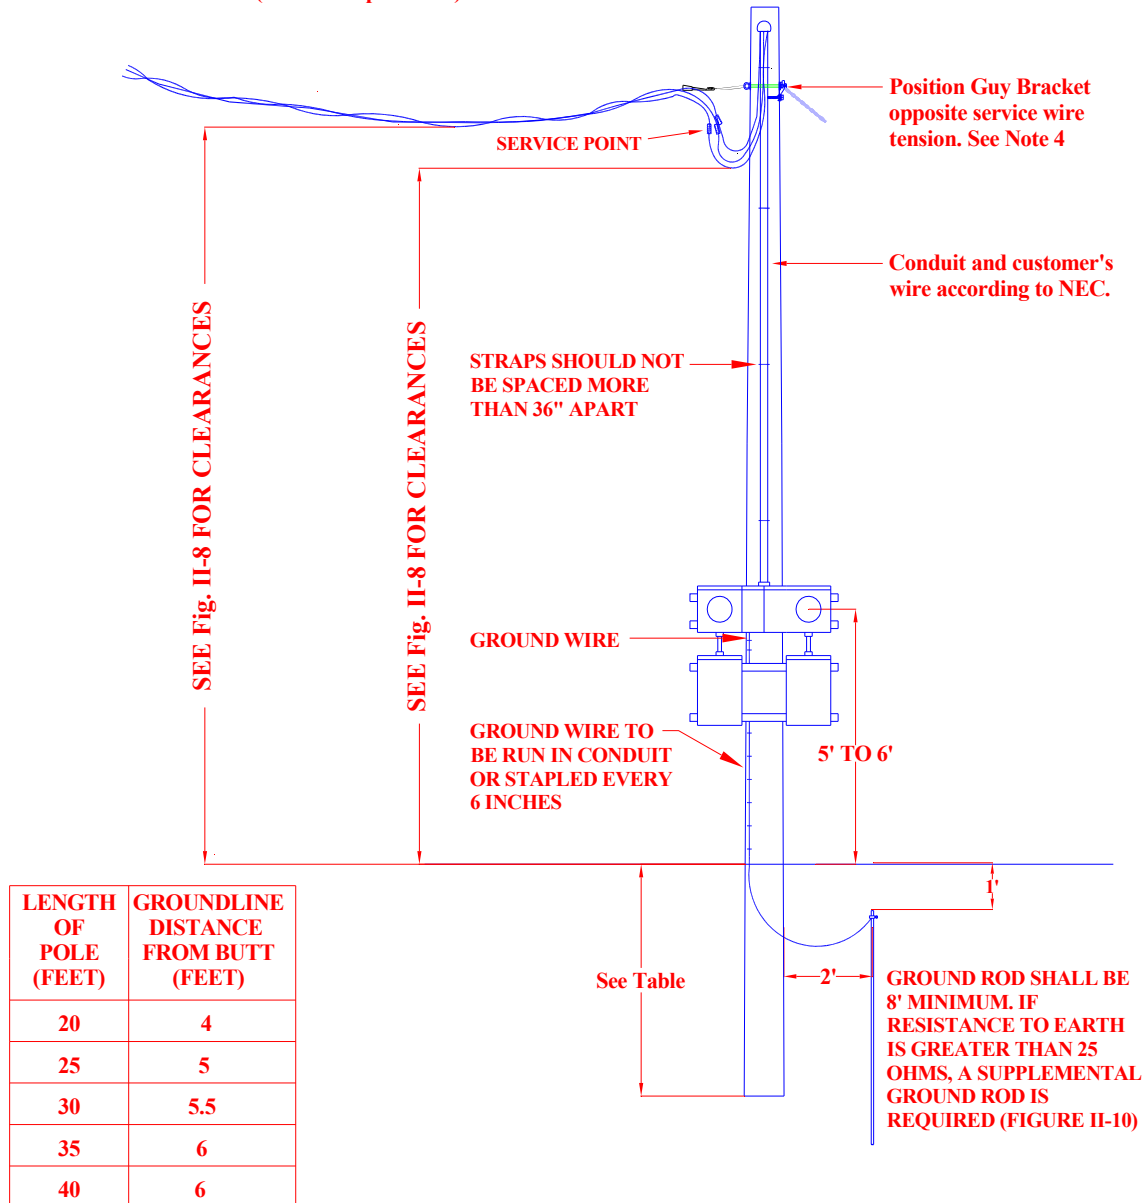 Position Guy Bracket
opposite service wire
tension. See Note 4
SERVICE POINT
Conduit and customer's
wire according to NEC.
SEE Fig. II-8 FOR CLEARANCES
SEE Fig. II-8 FOR CLEARANCES
STRAPS SHOULD NOT
BE SPACED MORE
THAN 36" APART
GROUND WIRE
GROUND WIRE TO
BE RUN IN CONDUIT
OR STAPLED EVERY
6 INCHES
5' TO 6'
1'
2'
See Table
GROUND ROD SHALL BE
8' MINIMUM. IF
RESISTANCE TO EARTH
IS GREATER THAN 25
OHMS, A SUPPLEMENTAL
GROUND ROD IS
REQUIRED (FIGURE II-10)
LENGTH OF POLE (FEET) GROUNDLINE DISTANCE FROM BUTT (FEET)
20 4
25 5
30 5.5
35 6
40 6